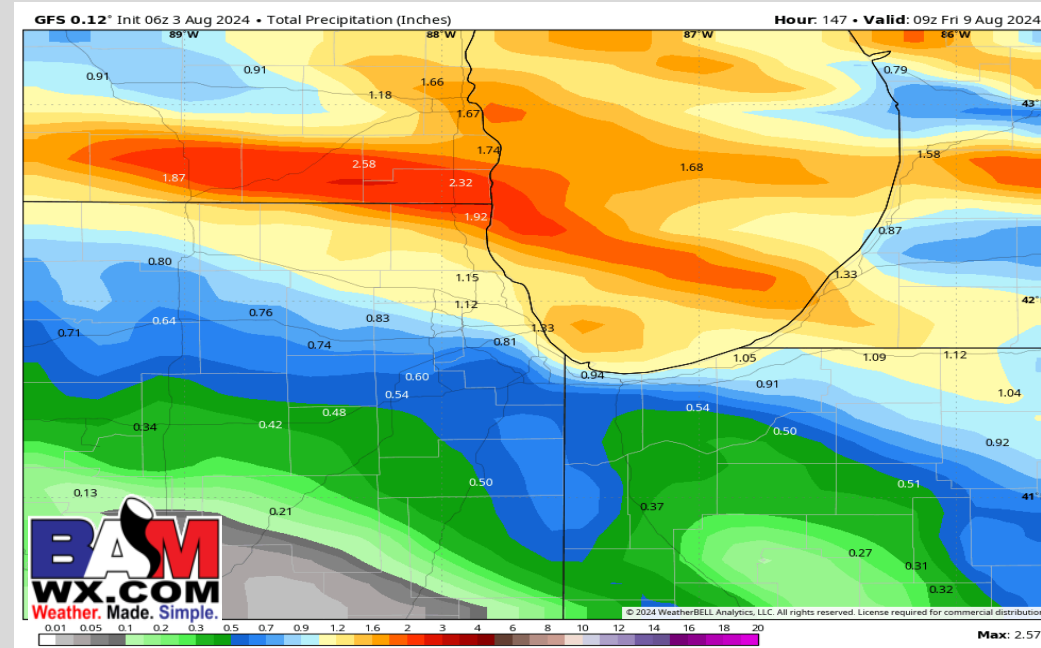 GFS 0.12° Init 06z 3 Aug 2024 • Total Precipitation (Inches)
Hour: 147 • Valid: 09z Fri 9 Aug 2024
89°W 88°W 87°W 86°W
0.91 0.91 1.66 0.79
1.18
1.67 43°
1.74 1.68 1.58
2.58
1.87 2.32
1.92 0.87
0.80 1.15 1.33
1.12 42°
0.64 0.76 0.83 1.33
0.71 0.74 0.81
1.05 1.09 1.12
0.60 0.94 0.91 1.04
0.54
0.48 0.54
0.34 0.42 0.50
0.92
0.50 0.51
0.13 41°
0.21 0.37
0.27
0.31
0.32
BAM
WX.COM
Weather. Made. Simple.
© 2024 WeatherBELL Analytics, LLC. All rights reserved. License required for commercial distribution
0.01 0.05 0.1 0.2 0.3 0.5 0.7 0.9 1.2 1.6 2 3 4 6 8 10 12 14 16 18 20
Max: 2.57